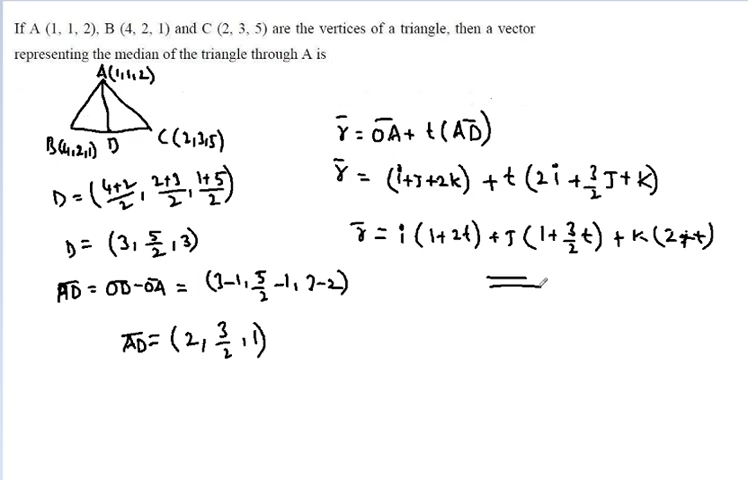 If A (1, 1, 2), B (4, 2, 1) and C (2, 3, 5) are the vertices of a triangle, then a vector
representing the median of the triangle through A is
A(1,1,2)
B(4,2,1) D C(2,3,5)
D = (4+2/2, 2+3/2, 1+5/2)
D = (3, 5/2, 3)
AD̅ = OD̅ - OA̅ = (3-1, 5/2 -1, 3-2)
AD̅ = (2, 3/2, 1)
r̅ = OA̅ + t(AD̅)
r̅ = (i+J+2K) + t(2i + 3/2 J + K)
r̅ = i(1+2t) + J(1+ 3/2 t) + K(2+t)